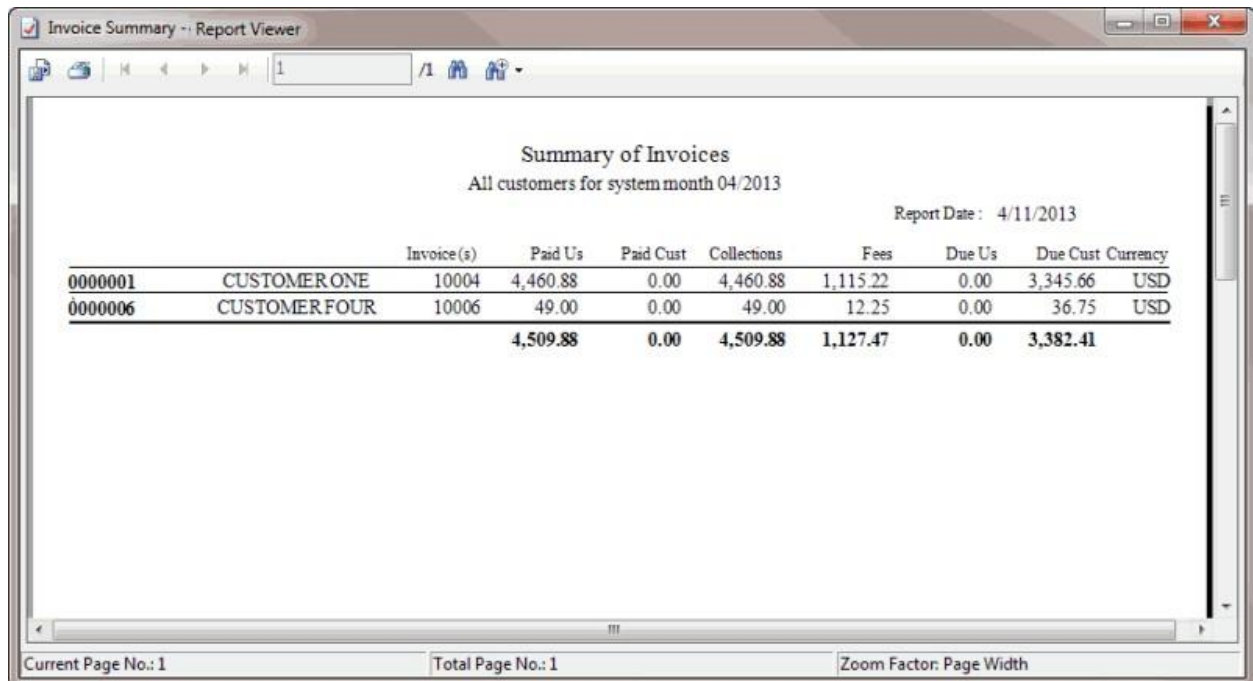 Invoice Summary - Report Viewer
1 /1
Summary of Invoices
All customers for system month 04/2013
Report Date : 4/11/2013
Invoice(s) Paid Us Paid Cust Collections Fees Due Us Due Cust Currency
0000001 CUSTOMER ONE 10004 4,460.88 0.00 4,460.88 1,115.22 0.00 3,345.66 USD
0000006 CUSTOMER FOUR 10006 49.00 0.00 49.00 12.25 0.00 36.75 USD
4,509.88 0.00 4,509.88 1,127.47 0.00 3,382.41
Current Page No.: 1 Total Page No.: 1 Zoom Factor: Page Width